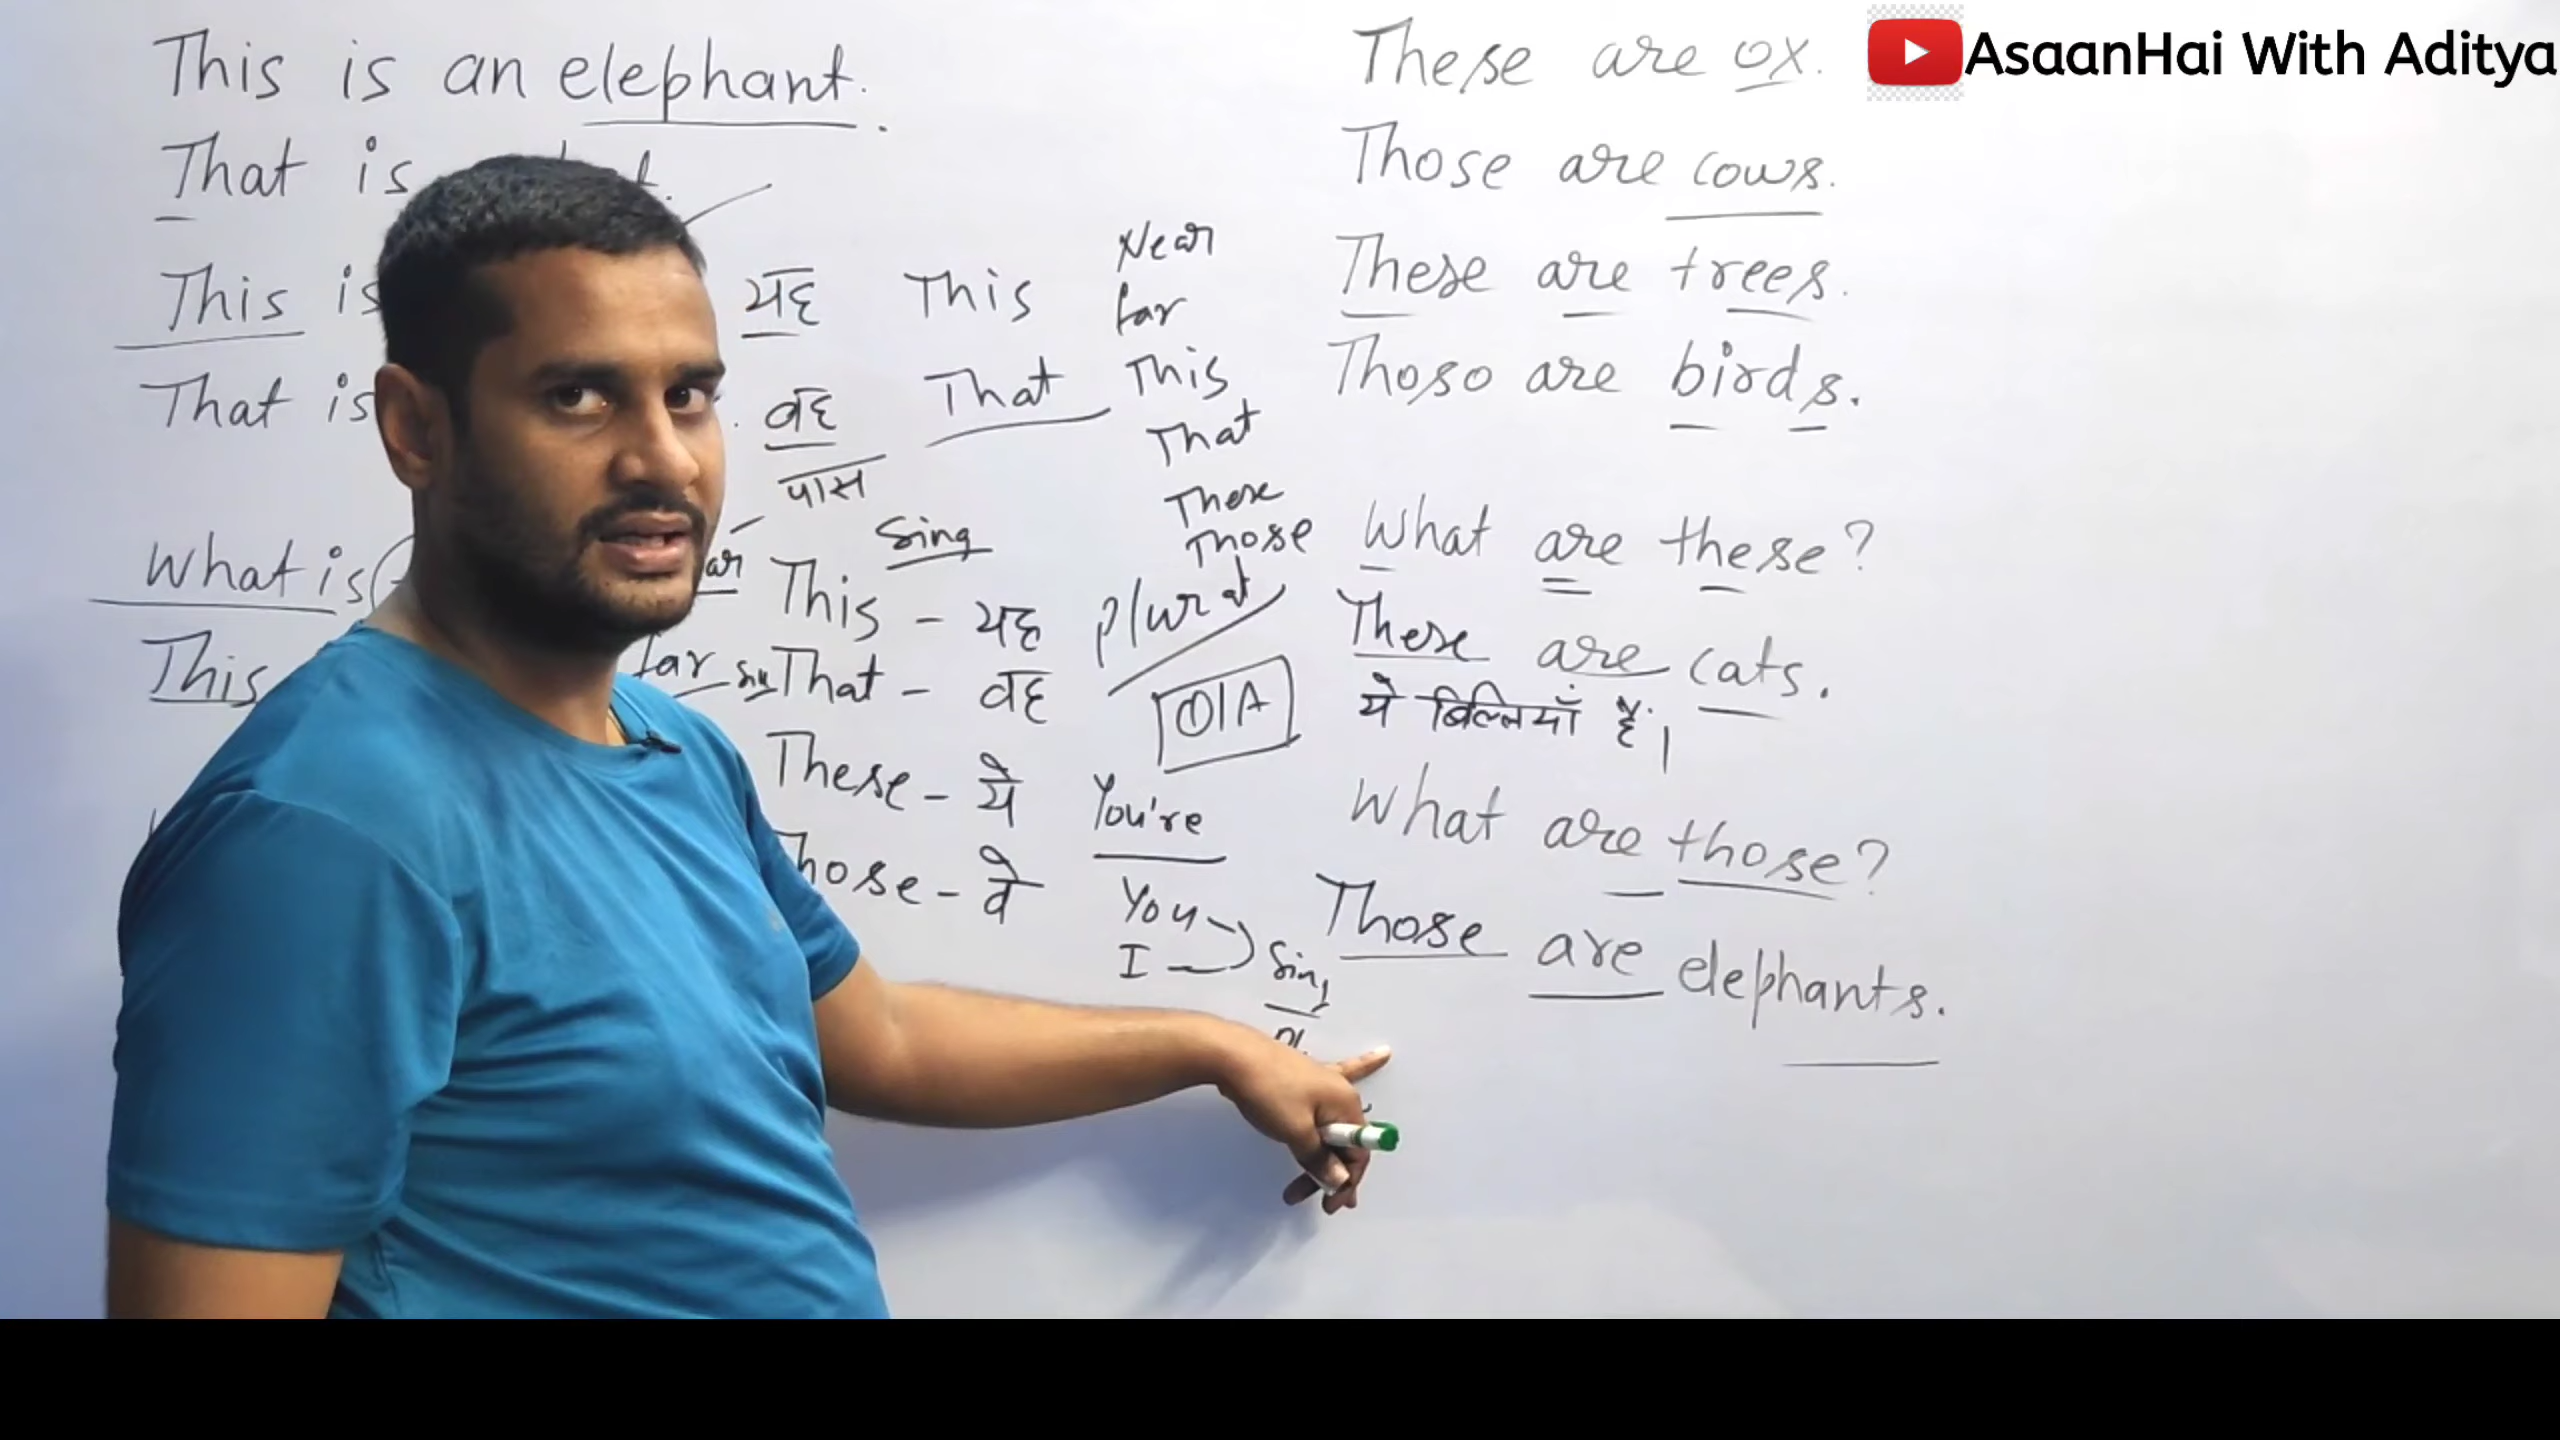 This is an elephant.
That is
This is
That is
What is
This
यह This
वह That
पास
Near
far
This
That
These
Those
Sing
plural
far
This - यह
That - वह
These - ये
Those - वे
You're
You
I
Sing
These are ox.
Those are cows.
These are trees.
Thoso are birds.
What are these?
These are cats.
ये बिल्लियाँ हैं।
What are those?
Those are elephants.
AsaanHai With Aditya